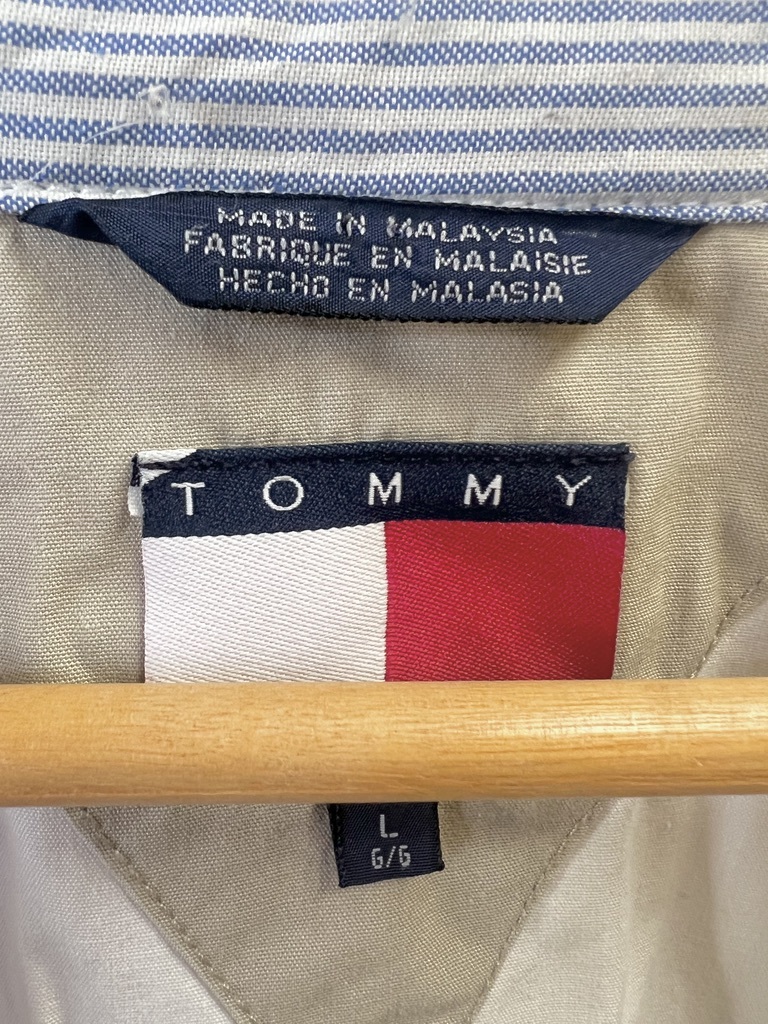 MADE IN MALAYSIA
FABRIQUE EN MALAISIE
HECHO EN MALASIA
TOMMY
L
G/G